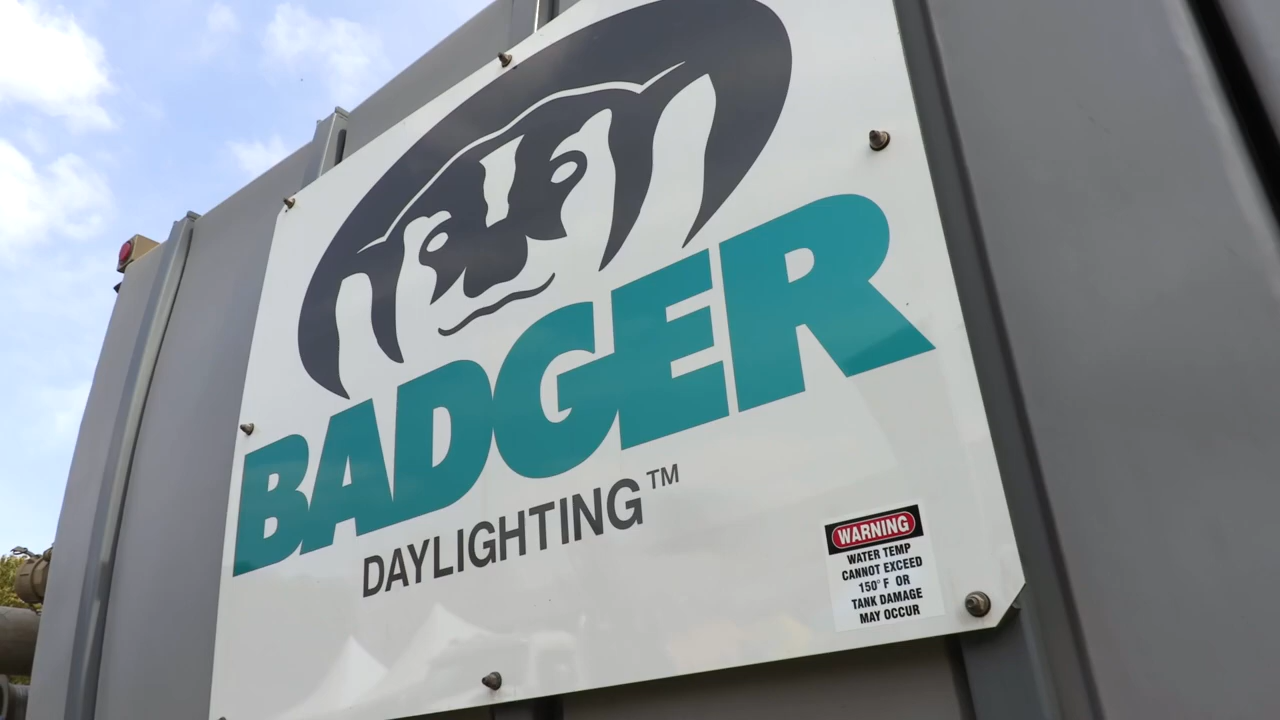 BADGER
DAYLIGHTING™
WARNING
WATER TEMP
CANNOT EXCEED
150° F OR
TANK DAMAGE
MAY OCCUR